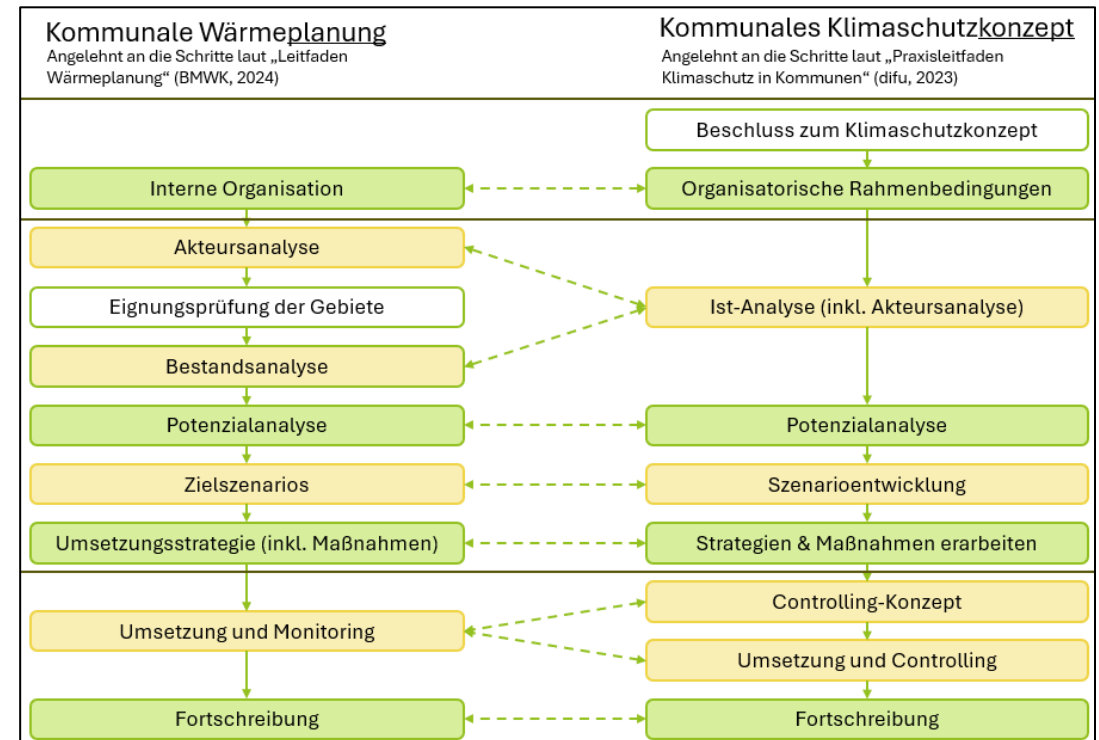 Kommunale Wärmeplanung
Angelehnt an die Schritte laut „Leitfaden
Wärmeplanung“ (BMWK, 2024)
Kommunales Klimaschutzkonzept
Angelehnt an die Schritte laut „Praxisleitfaden
Klimaschutz in Kommunen“ (difu, 2023)
Beschluss zum Klimaschutzkonzept
Interne Organisation
Organisatorische Rahmenbedingungen
Akteursanalyse
Eignungsprüfung der Gebiete
Ist-Analyse (inkl. Akteursanalyse)
Bestandsanalyse
Potenzialanalyse
Potenzialanalyse
Zielszenarios
Szenarioentwicklung
Umsetzungsstrategie (inkl. Maßnahmen)
Strategien & Maßnahmen erarbeiten
Controlling-Konzept
Umsetzung und Monitoring
Umsetzung und Controlling
Fortschreibung
Fortschreibung